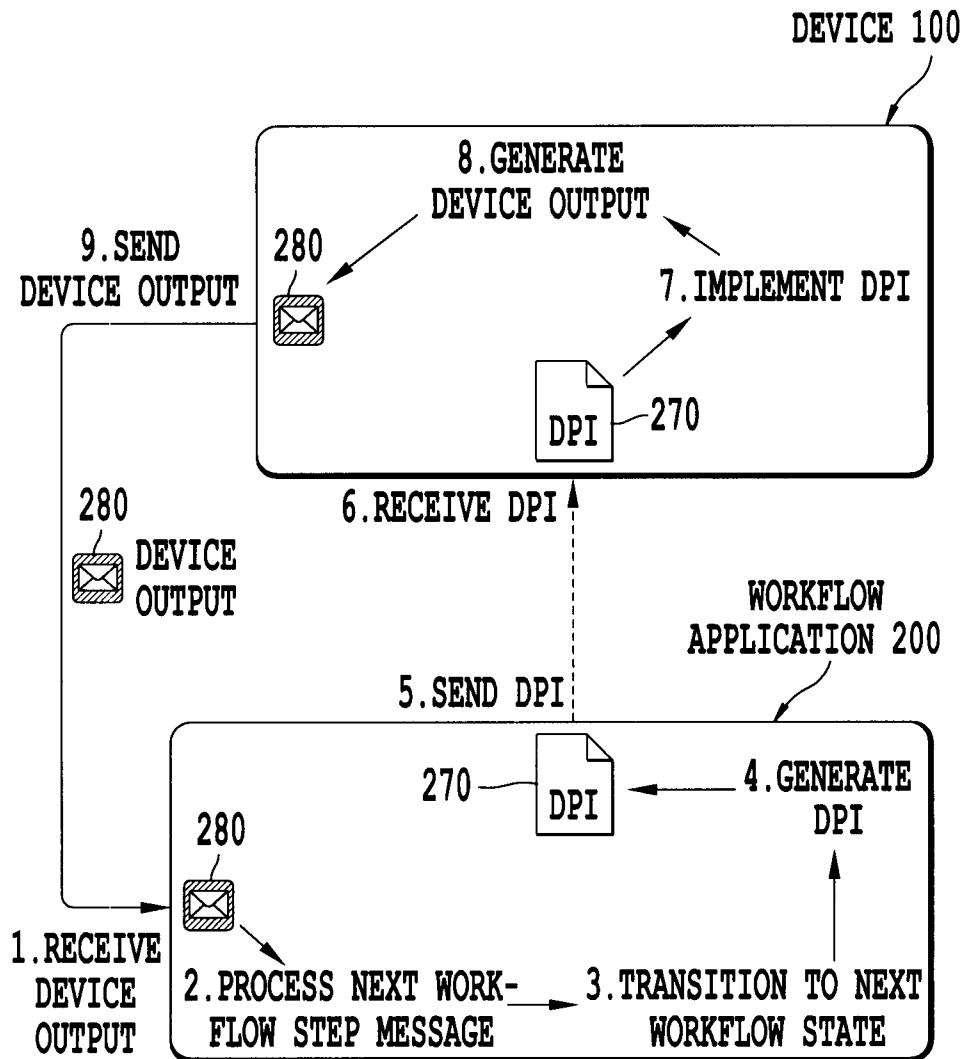 DEVICE 100
8.GENERATE
DEVICE OUTPUT
9.SEND
DEVICE OUTPUT
280
7.IMPLEMENT DPI
DPI
270
6.RECEIVE DPI
280
DEVICE
OUTPUT
WORKFLOW
APPLICATION 200
5.SEND DPI
270
DPI
4.GENERATE
DPI
280
1.RECEIVE
DEVICE
OUTPUT
2.PROCESS NEXT WORK-
FLOW STEP MESSAGE
3.TRANSITION TO NEXT
WORKFLOW STATE